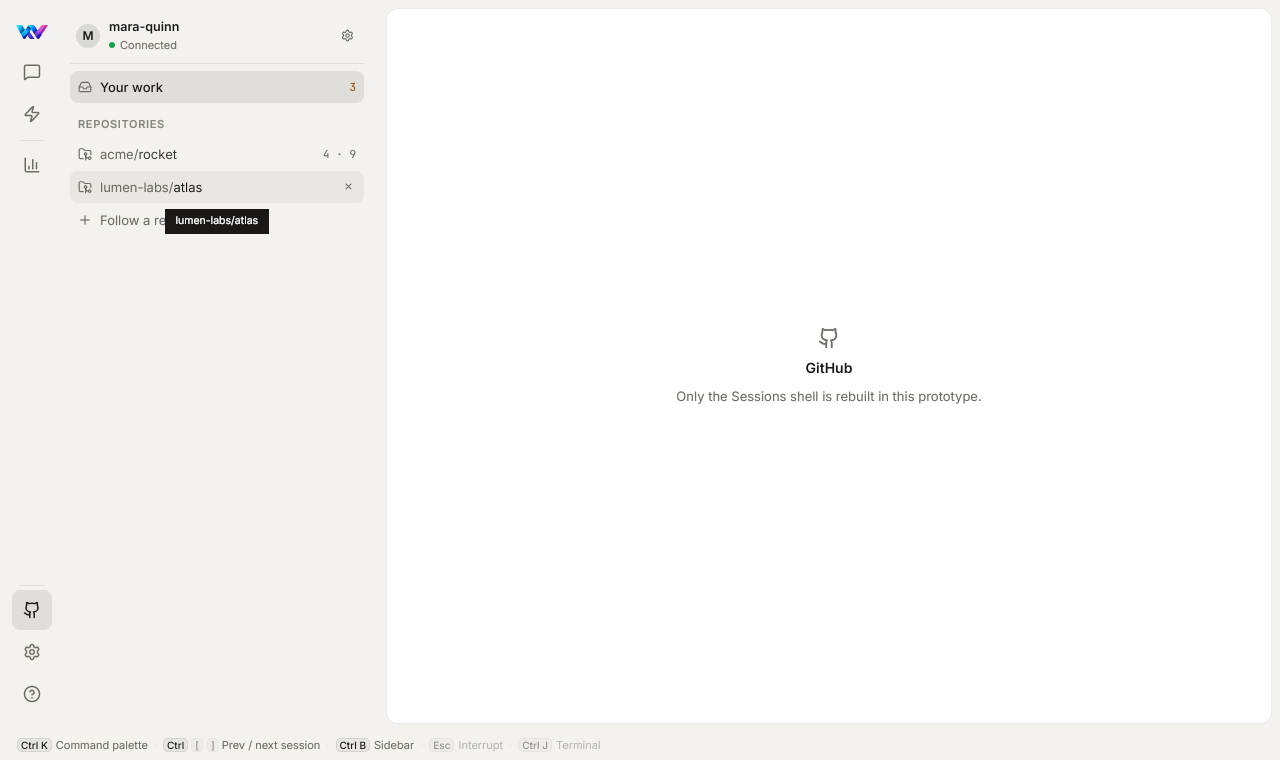 M
mara-quinn
Connected
Your work
3
REPOSITORIES
acme/rocket
4 · 9
lumen-labs/atlas
×
Follow a re
lumen-labs/atlas
GitHub
Only the Sessions shell is rebuilt in this prototype.
Ctrl K Command palette · Ctrl [ ] Prev / next session · Ctrl B Sidebar · Esc Interrupt · Ctrl J Terminal